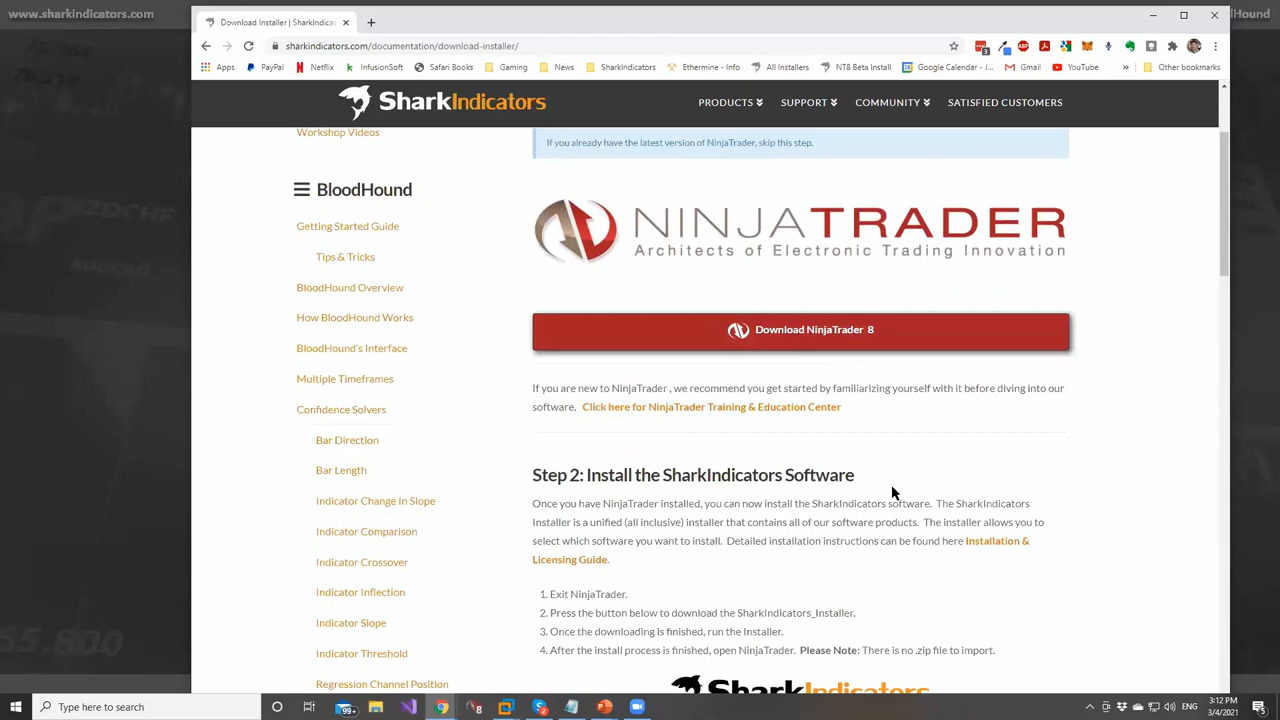 www.sharkindicators.com
Download Installer | SharkIndica
sharkindicators.com/documentation/download-installer/
Apps
PayPal
Netflix
InfusionSoft
Safari Books
Gaming
News
SharkIndicators
Ethermine - Info
All Installers
NT8 Beta Install
Google Calendar - J...
Gmail
YouTube
Other bookmarks
SharkIndicators
PRODUCTS
SUPPORT
COMMUNITY
SATISFIED CUSTOMERS
Workshop Videos
BloodHound
Getting Started Guide
Tips & Tricks
BloodHound Overview
How BloodHound Works
BloodHound's Interface
Multiple Timeframes
Confidence Solvers
Bar Direction
Bar Length
Indicator Change In Slope
Indicator Comparison
Indicator Crossover
Indicator Inflection
Indicator Slope
Indicator Threshold
Regression Channel Position
If you already have the latest version of NinjaTrader, skip this step.
NINJATRADER
Architects of Electronic Trading Innovation
Download NinjaTrader 8
If you are new to NinjaTrader , we recommend you get started by familiarizing yourself with it before diving into our
software. Click here for NinjaTrader Training & Education Center
Step 2: Install the SharkIndicators Software
Once you have NinjaTrader installed, you can now install the SharkIndicators software. The SharkIndicators
Installer is a unified (all inclusive) installer that contains all of our software products. The installer allows you to
select which software you want to install. Detailed installation instructions can be found here Installation &
Licensing Guide.
1. Exit NinjaTrader.
2. Press the button below to download the SharkIndicators_Installer.
3. Once the downloading is finished, run the Installer.
4. After the install process is finished, open NinjaTrader. Please Note: There is no .zip file to import.
SharkIndicators
Hound
NZDCHF
AUDCAD
55.800
Type here to search
99+
ENG
3:12 PM
3/4/2021